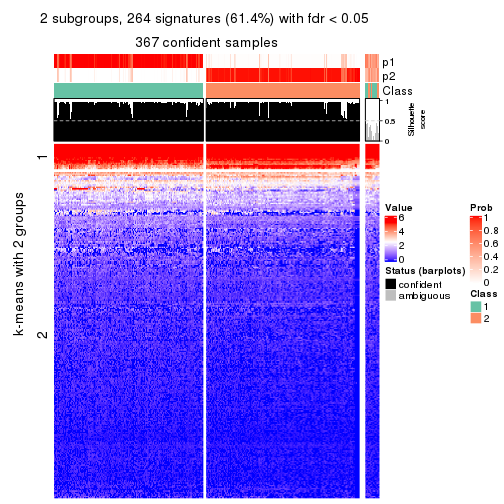 2 subgroups, 264 signatures (61.4%) with fdr < 0.05
367 confident samples
p1
p2
Class
1
0.5
0
Silhouette
score
k-means with 2 groups
1
2
Value
6
4
2
0
Status (barplots)
confident
ambiguous
Prob
1
0.8
0.6
0.4
0.2
0
Class
1
2